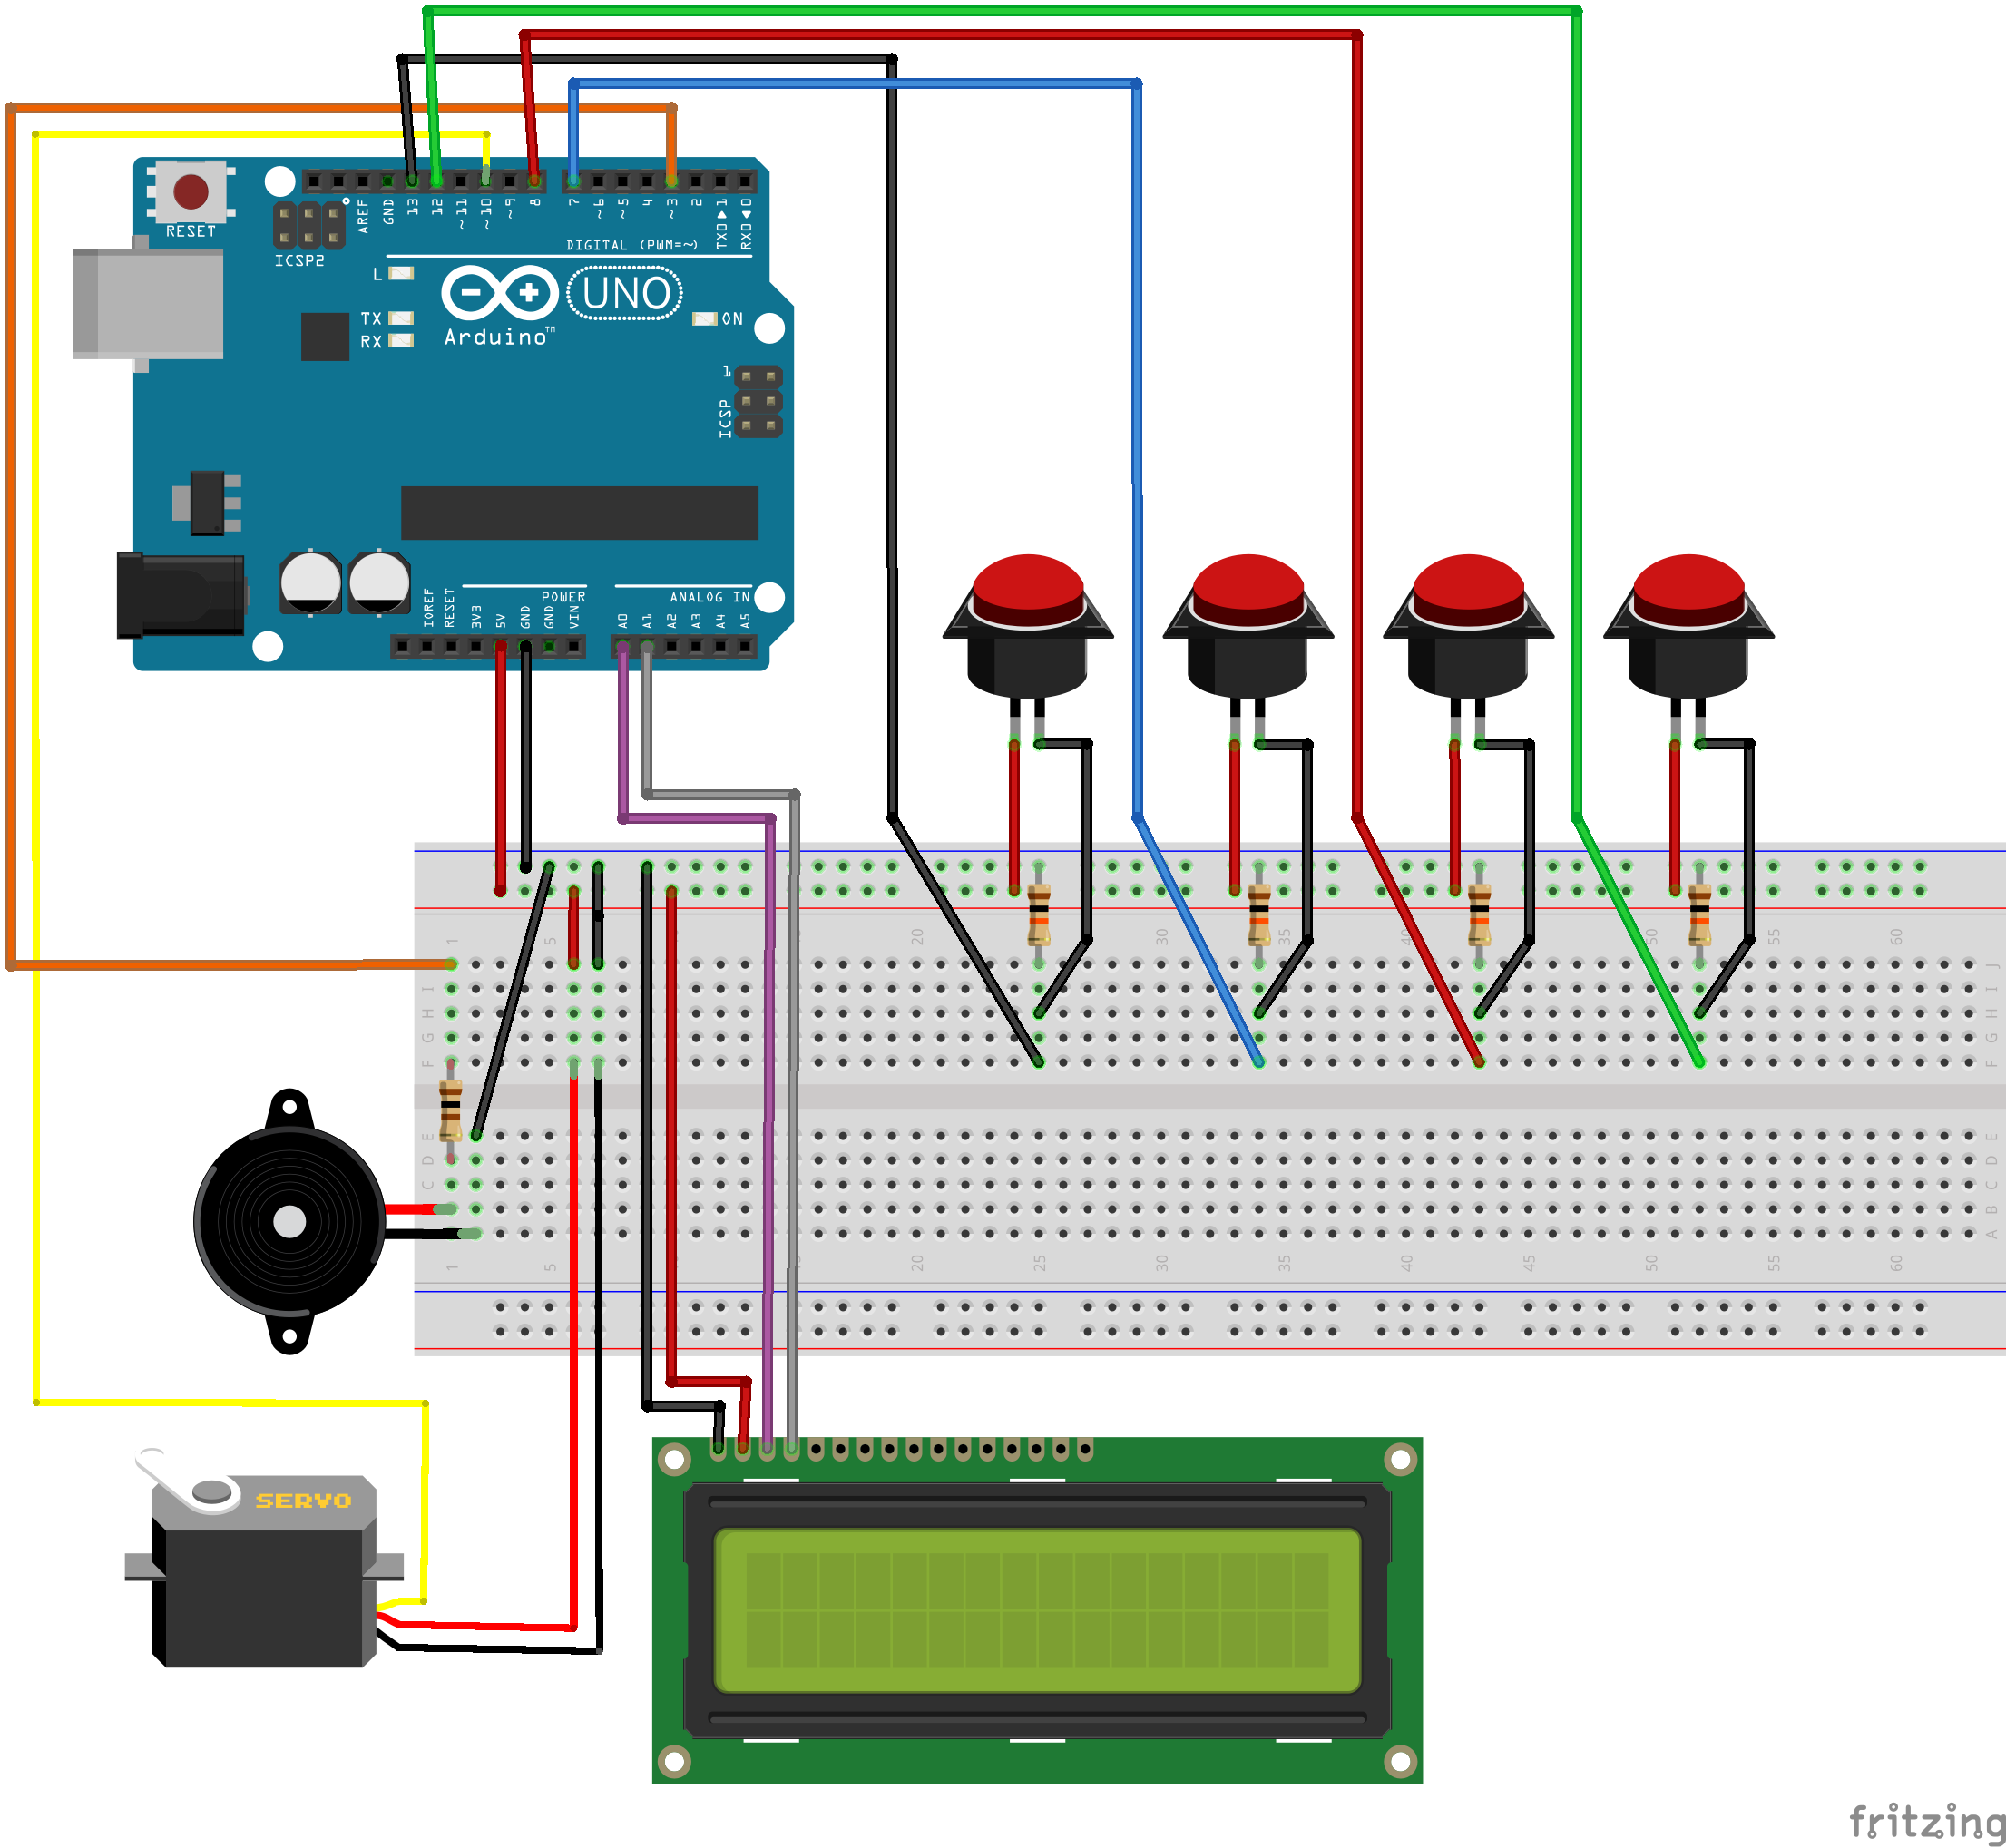 AREF
GND
13
12
~11
~10
~9
8
7
~6
~5
4
~3
2
TX0▶1
RX0◀0
RESET
ICSP2
DIGITAL (PWM=~)
L
UNO
TX
RX
Arduino™
ON
1
ICSP
IOREF
RESET
3V3
5V
GND
GND
VIN
POWER
A0
A1
A2
A3
A4
A5
ANALOG IN
1 5 20 25 30 35 40 45 50 55 60
J
I I
H H
G G
F F
E E
D D
C C
B
A
SERVO
fritzing